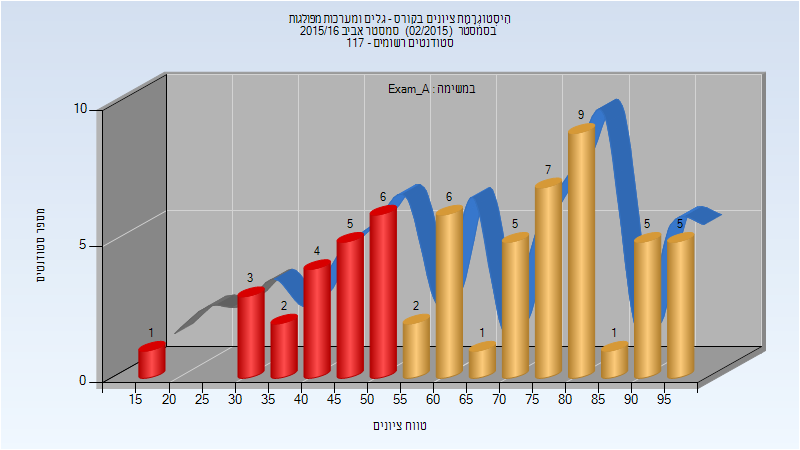 היסטוגרמת ציונים בקורס - גלים ומערכות מפולגות
בסמסטר (02/2015) סמסטר אביב 2015/16
סטודנטים רשומים - 117
במשימה : Exam_A
מספר סטודנטים
10
5
0
1
3
2
4
5
6
2
6
1
5
7
9
1
5
5
15 20 25 30 35 40 45 50 55 60 65 70 75 80 85 90 95
טווח ציונים